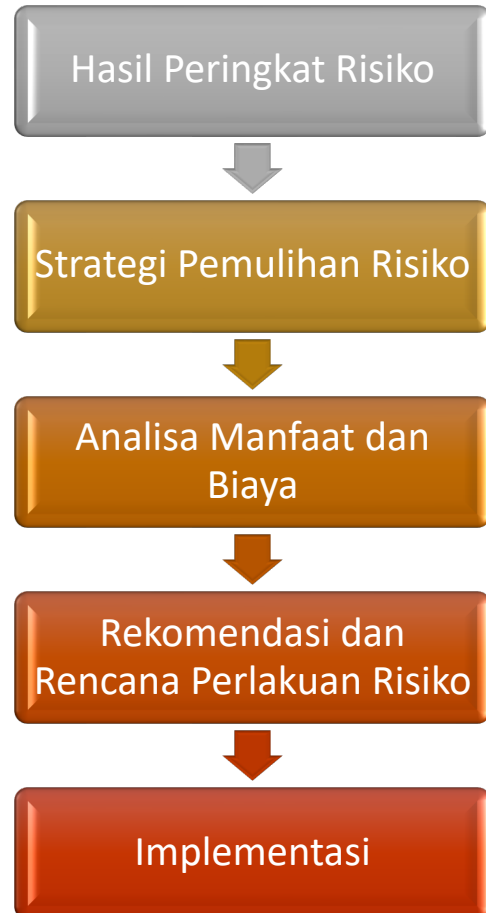 Hasil Peringkat Risiko
Strategi Pemulihan Risiko
Analisa Manfaat dan
Biaya
Rekomendasi dan
Rencana Perlakuan Risiko
Implementasi